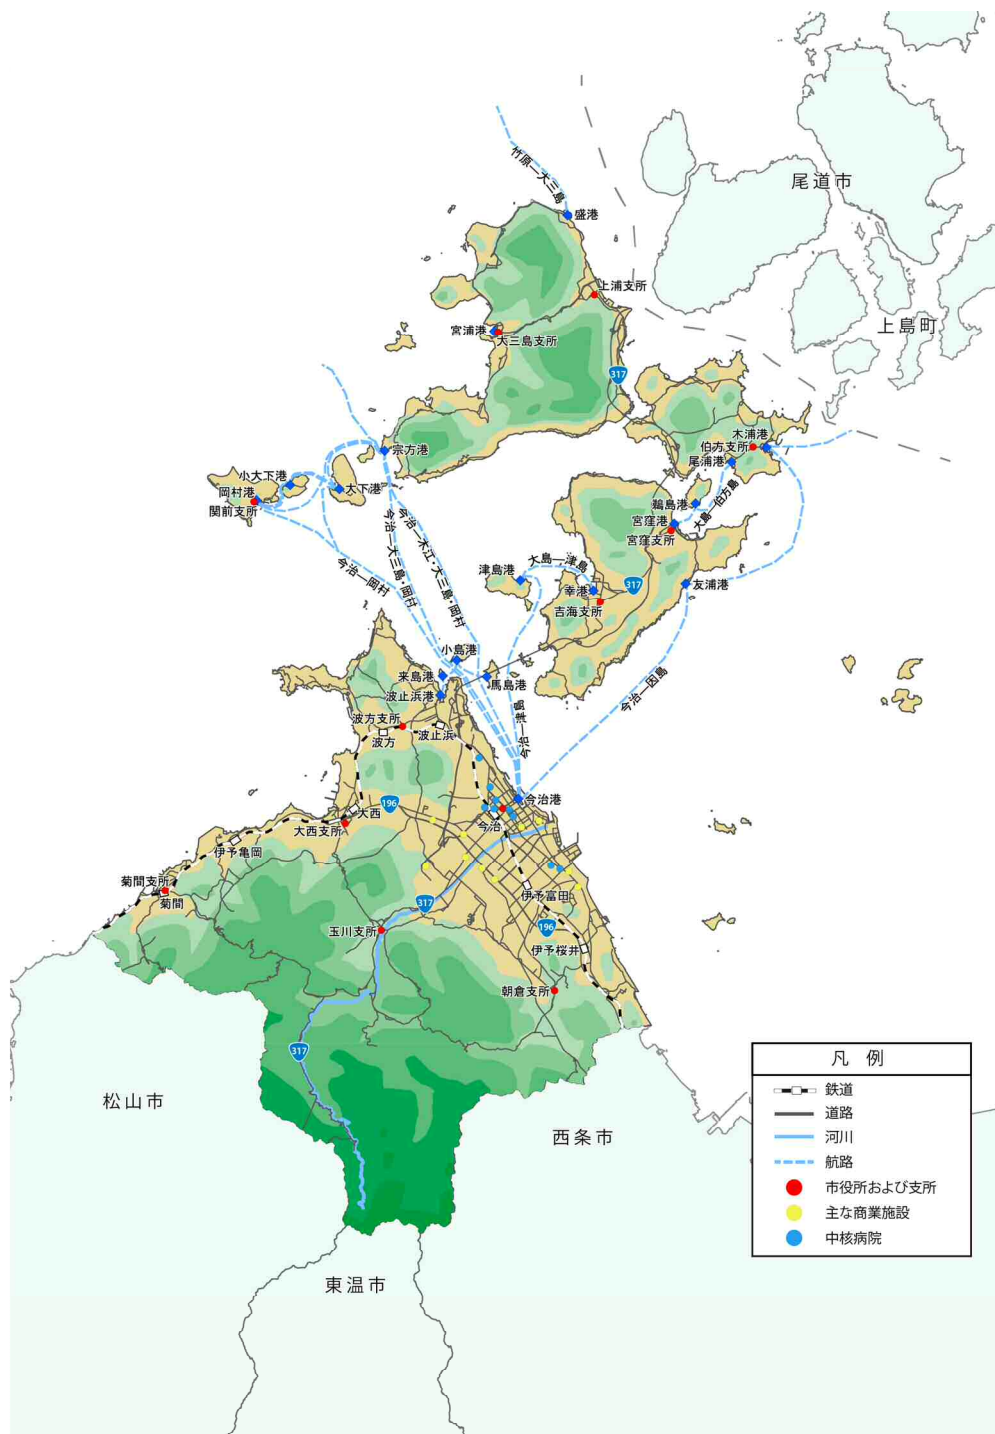 尾道市
竹原―大三島
盛港
上浦支所
上島町
宮浦港
大三島支所
317
木浦港
伯方支所
尾浦港
宗方港
小大下港
岡村港
関前支所
大下港
鵜島港
宮窪港
宮窪支所
大島―伯方島
今治―岡村
今治―大三島・岡村
今治―木江・大三島・岡村
大島―津島
津島港
幸港
吉海支所
317
友浦港
小島港
来島港
馬島港
波止浜港
今治―津島
今治―因島
波方支所
波方
波止浜
今治港
196
大西
大西支所
今治
伊予亀岡
菊間支所
菊間
伊予富田
317
196
玉川支所
伊予桜井
朝倉支所
317
松山市
西条市
東温市
凡 例
鉄道
道路
河川
航路
市役所および支所
主な商業施設
中核病院